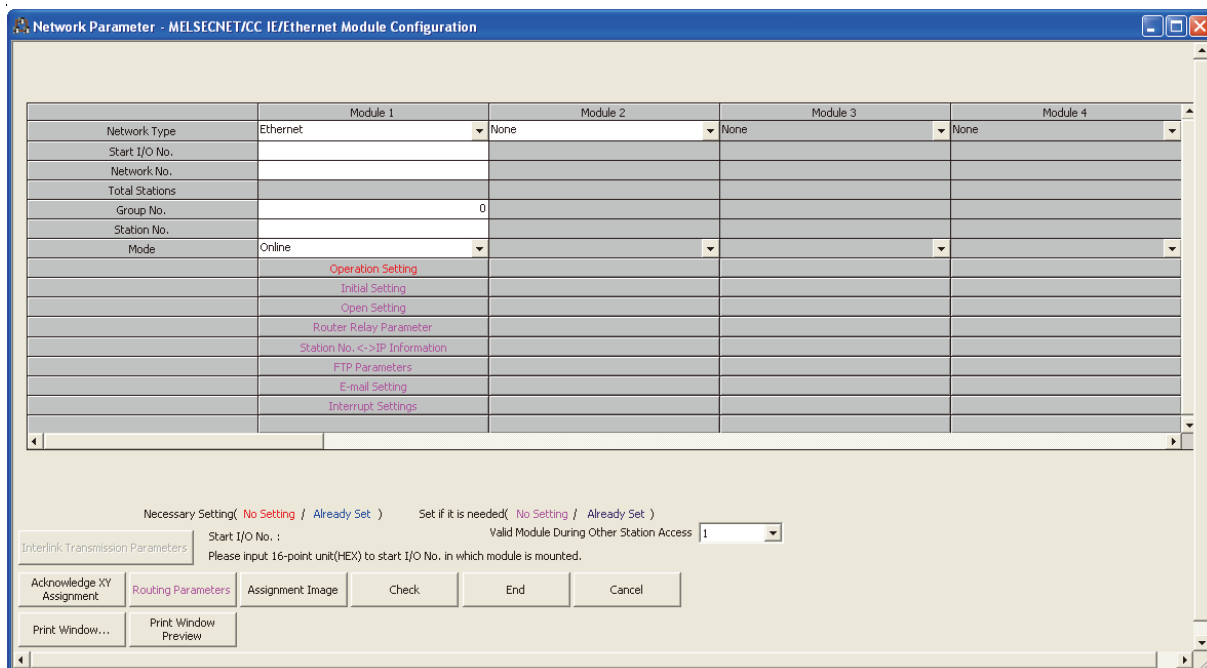 Network Parameter - MELSECNET/CC IE/Ethernet Module Configuration
Module 1 Module 2 Module 3 Module 4
Network Type Ethernet None None None
Start I/O No.
Network No.
Total Stations
Group No. 0
Station No.
Mode Online
Operation Setting
Initial Setting
Open Setting
Router Relay Parameter
Station No.<->IP Information
FTP Parameters
E-mail Setting
Interrupt Settings
Necessary Setting( No Setting / Already Set ) Set if it is needed( No Setting / Already Set )
Interlink Transmission Parameters Start I/O No. : Valid Module During Other Station Access 1
Please input 16-point unit(HEX) to start I/O No. in which module is mounted.
Acknowledge XY
Assignment Routing Parameters Assignment Image Check End Cancel
Print Window... Print Window
Preview